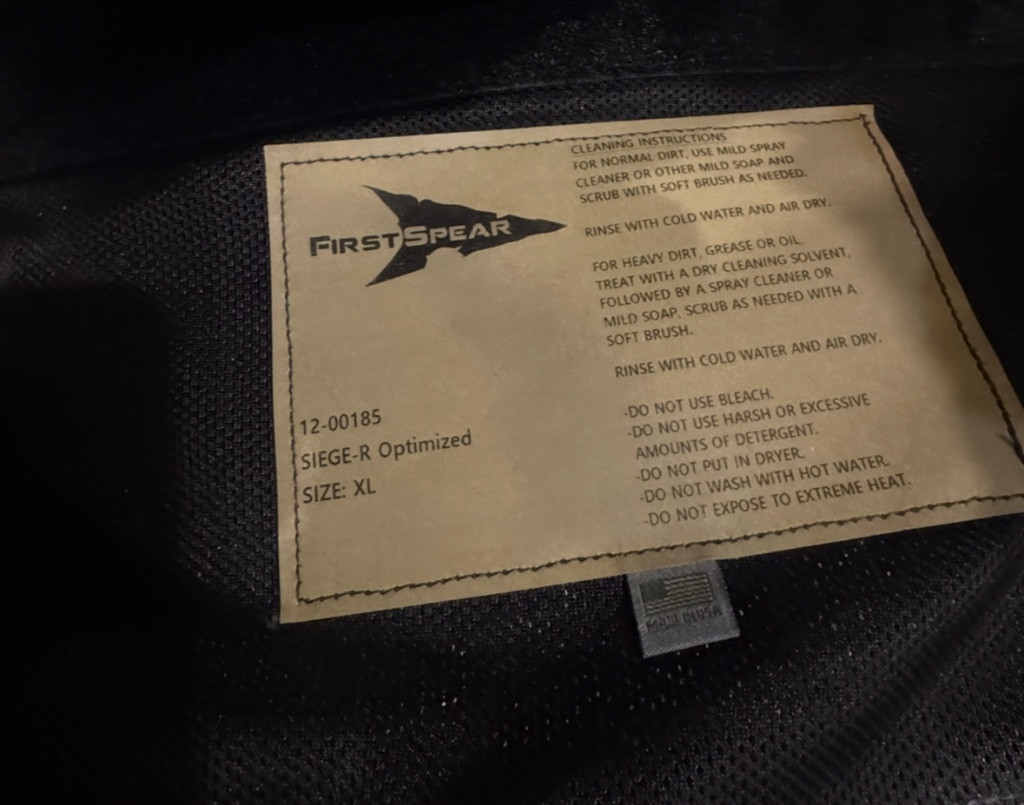 FIRSTSPEAR
12-00185
SIEGE-R Optimized
SIZE: XL
CLEANING INSTRUCTIONS
FOR NORMAL DIRT, USE MILD SPRAY
CLEANER OR OTHER MILD SOAP AND
SCRUB WITH SOFT BRUSH AS NEEDED.
RINSE WITH COLD WATER AND AIR DRY.
FOR HEAVY DIRT, GREASE OR OIL
TREAT WITH A DRY CLEANING SOLVENT,
FOLLOWED BY A SPRAY CLEANER OR
MILD SOAP, SCRUB AS NEEDED WITH A
SOFT BRUSH.
RINSE WITH COLD WATER AND AIR DRY.
-DO NOT USE BLEACH.
-DO NOT USE HARSH OR EXCESSIVE
AMOUNTS OF DETERGENT.
-DO NOT PUT IN DRYER.
-DO NOT WASH WITH HOT WATER.
-DO NOT EXPOSE TO EXTREME HEAT.